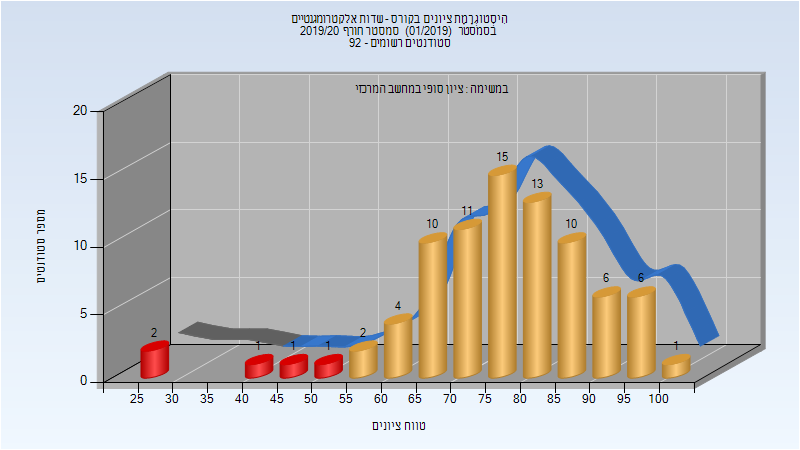 היסטוגרמת ציונים בקורס - שדות אלקטרומגנטיים
בסמסטר (01/2019) סמסטר חורף 2019/20
סטודנטים רשומים - 92
במשימה : ציון סופי במחשב המרכזי
מספר סטודנטים
20
15
10
5
0
2
1
1
1
2
4
10
11
15
13
10
6
6
1
25 30 35 40 45 50 55 60 65 70 75 80 85 90 95 100
טווח ציונים